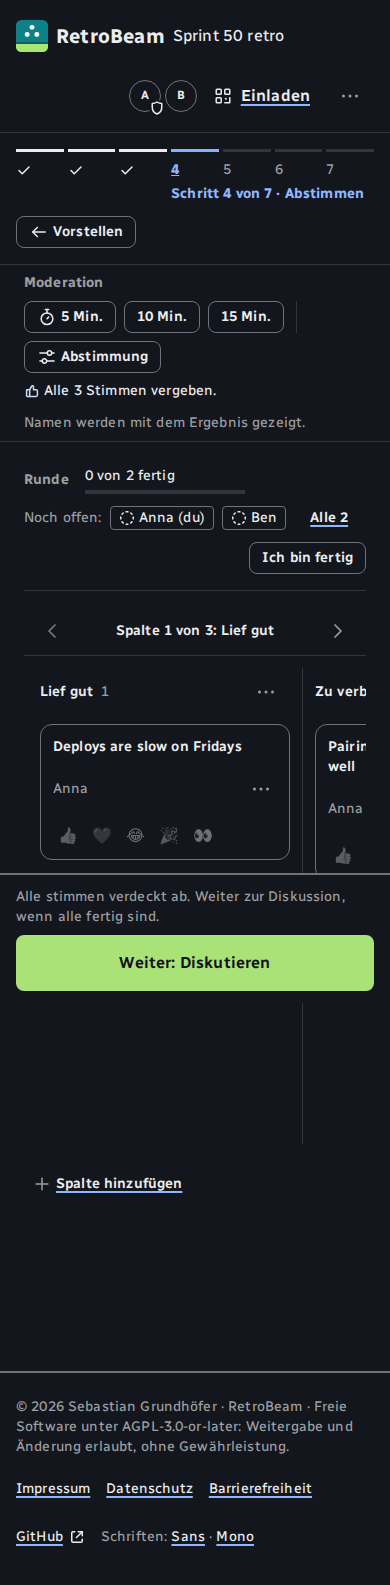 RetroBeam Sprint 50 retro
A B Einladen
4 5 6 7
Schritt 4 von 7 · Abstimmen
Vorstellen
Moderation
5 Min. 10 Min. 15 Min.
Abstimmung
Alle 3 Stimmen vergeben.
Namen werden mit dem Ergebnis gezeigt.
Runde 0 von 2 fertig
Noch offen: Anna (du) Ben Alle 2
Ich bin fertig
Spalte 1 von 3: Lief gut
Lief gut 1 Zu verb
Deploys are slow on Fridays
Anna
Pairin
well
Anna
Alle stimmen verdeckt ab. Weiter zur Diskussion,
wenn alle fertig sind.
Weiter: Diskutieren
Spalte hinzufügen
© 2026 Sebastian Grundhöfer · RetroBeam · Freie
Software unter AGPL-3.0-or-later: Weitergabe und
Änderung erlaubt, ohne Gewährleistung.
Impressum Datenschutz Barrierefreiheit
GitHub Schriften: Sans · Mono